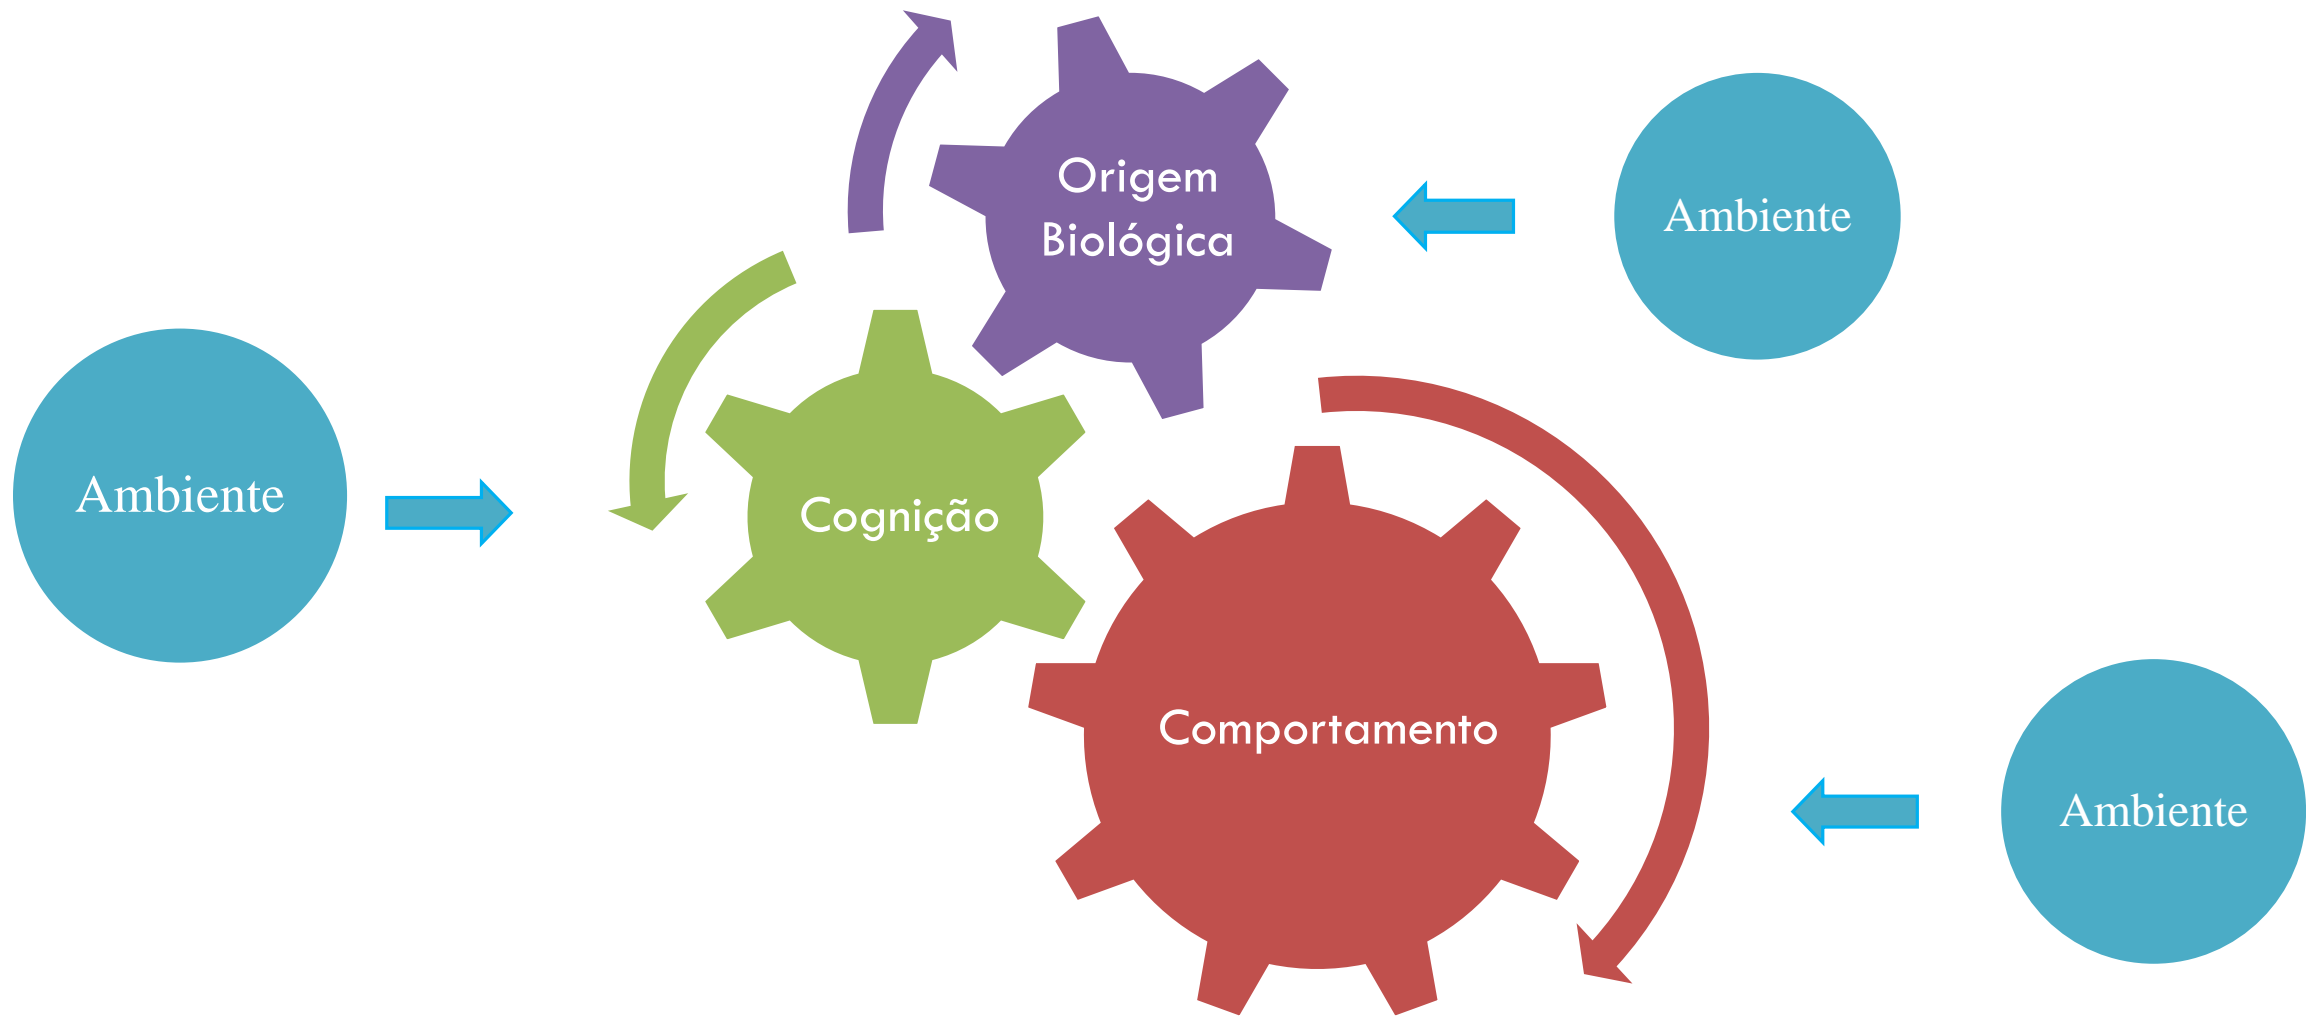 Origem
Biológica
Ambiente
Ambiente
Cognição
Comportamento
Ambiente